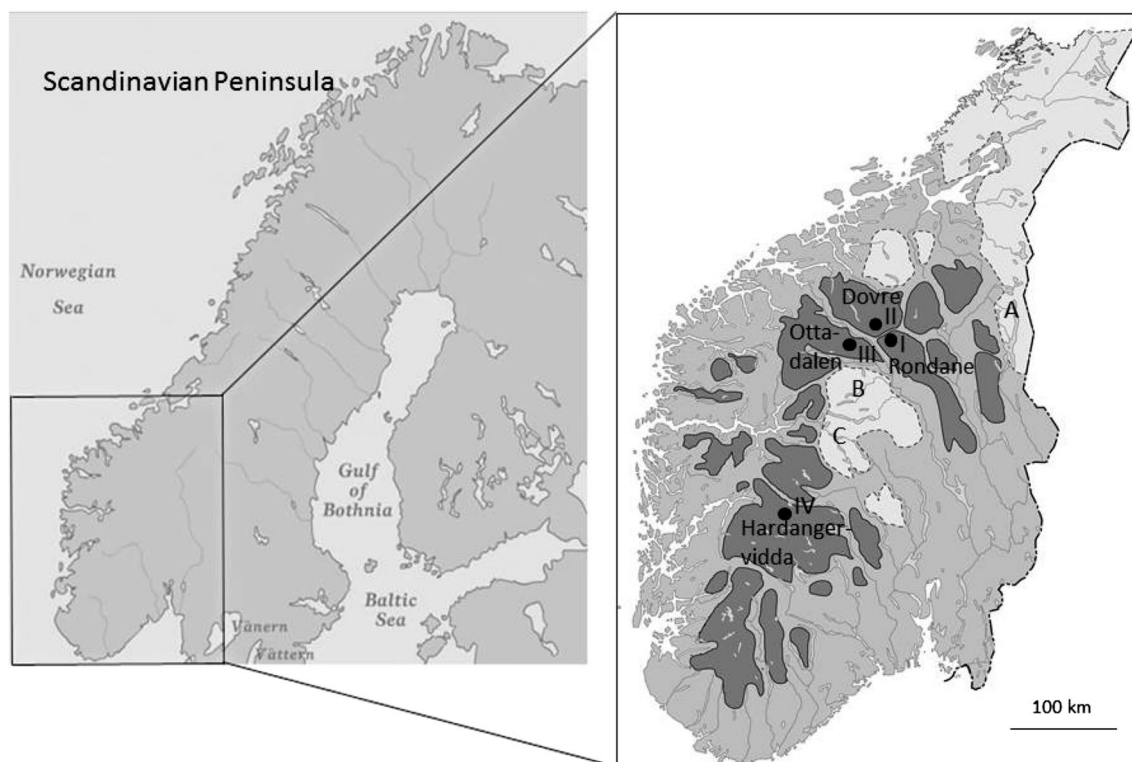 Scandinavian Peninsula
Norwegian
Sea
Gulf
of
Bothnia
Baltic
Sea
Vänern
Vättern
A
Dovre
II
Otta-
dalen
III
I
Rondane
B
C
IV
Hardanger-
vidda
100 km